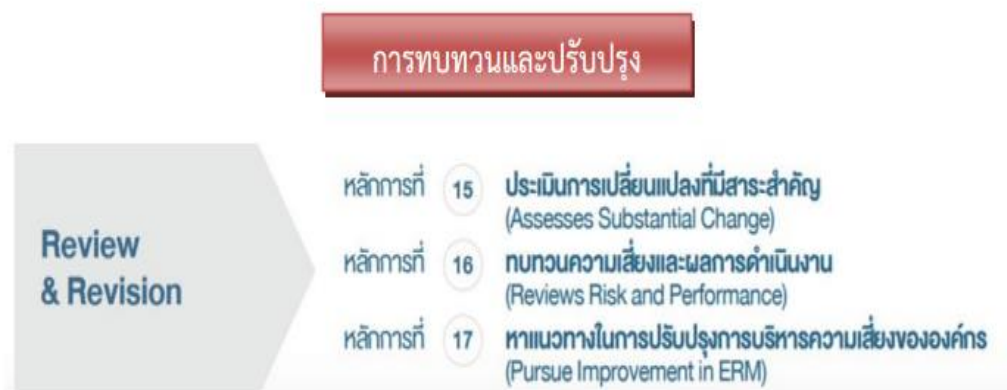 การทบทวนและปรับปรุง
Review
& Revision
หลักการที่ 15 ประเมินการเปลี่ยนแปลงที่มีสาระสำคัญ
(Assesses Substantial Change)
หลักการที่ 16 ทบทวนความเสี่ยงและผลการดำเนินงาน
(Reviews Risk and Performance)
หลักการที่ 17 หาแนวทางในการปรับปรุงการบริหารความเสี่ยงขององค์กร
(Pursue Improvement in ERM)